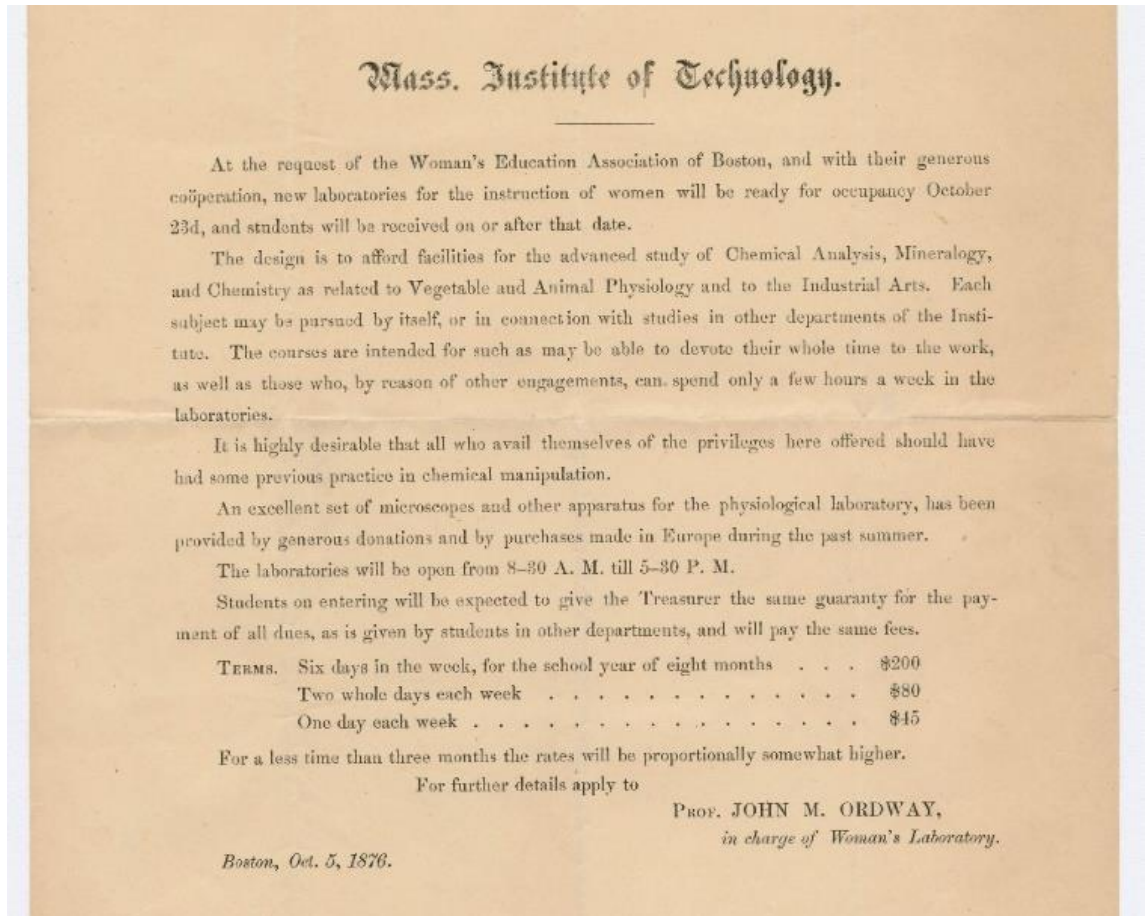 Mass. Institute of Technology.
At the request of the Woman's Education Association of Boston, and with their generous
coöperation, new laboratories for the instruction of women will be ready for occupancy October
23d, and students will be received on or after that date.
The design is to afford facilities for the advanced study of Chemical Analysis, Mineralogy,
and Chemistry as related to Vegetable and Animal Physiology and to the Industrial Arts. Each
subject may be pursued by itself, or in connection with studies in other departments of the Insti-
tute. The courses are intended for such as may be able to devote their whole time to the work,
as well as those who, by reason of other engagements, can spend only a few hours a week in the
laboratories.
It is highly desirable that all who avail themselves of the privileges here offered should have
had some previous practice in chemical manipulation.
An excellent set of microscopes and other apparatus for the physiological laboratory, has been
provided by generous donations and by purchases made in Europe during the past summer.
The laboratories will be open from 8–30 A. M. till 5–30 P. M.
Students on entering will be expected to give the Treasurer the same guaranty for the pay-
ment of all dues, as is given by students in other departments, and will pay the same fees.
TERMS. Six days in the week, for the school year of eight months . . . $200
Two whole days each week . . . . . . . . . . . . . $80
One day each week . . . . . . . . . . . . . . . . $45
For a less time than three months the rates will be proportionally somewhat higher.
For further details apply to
PROF. JOHN M. ORDWAY,
in charge of Woman's Laboratory.
Boston, Oct. 5, 1876.